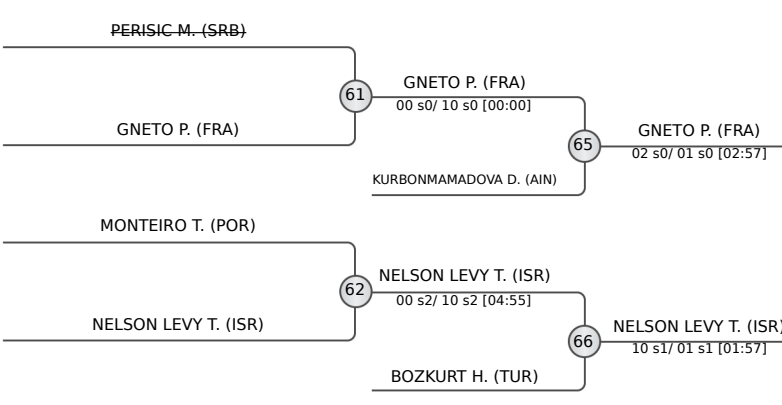 PERISIC M. (SRB)
61
GNETO P. (FRA)
00 s0/ 10 s0 [00:00]
GNETO P. (FRA)
65
GNETO P. (FRA)
02 s0/ 01 s0 [02:57]
KURBONMAMADOVA D. (AIN)
MONTEIRO T. (POR)
62
NELSON LEVY T. (ISR)
00 s2/ 10 s2 [04:55]
NELSON LEVY T. (ISR)
66
NELSON LEVY T. (ISR)
10 s1/ 01 s1 [01:57]
BOZKURT H. (TUR)